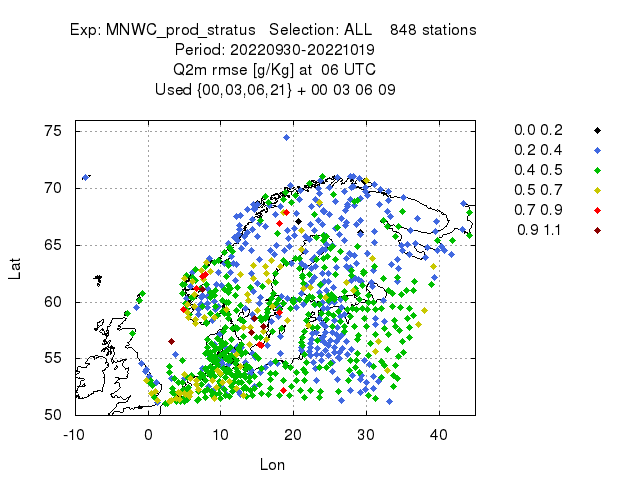 Exp: MNWC_prod_stratus   Selection: ALL    848 stations
Period: 20220930-20221019
Q2m rmse [g/Kg] at  06 UTC
Used {00,03,06,21} + 00 03 06 09
0.0 0.2
0.2 0.4
0.4 0.5
0.5 0.7
0.7 0.9
0.9 1.1
75
70
65
60
55
50
Lat
-10 0 10 20 30 40
Lon